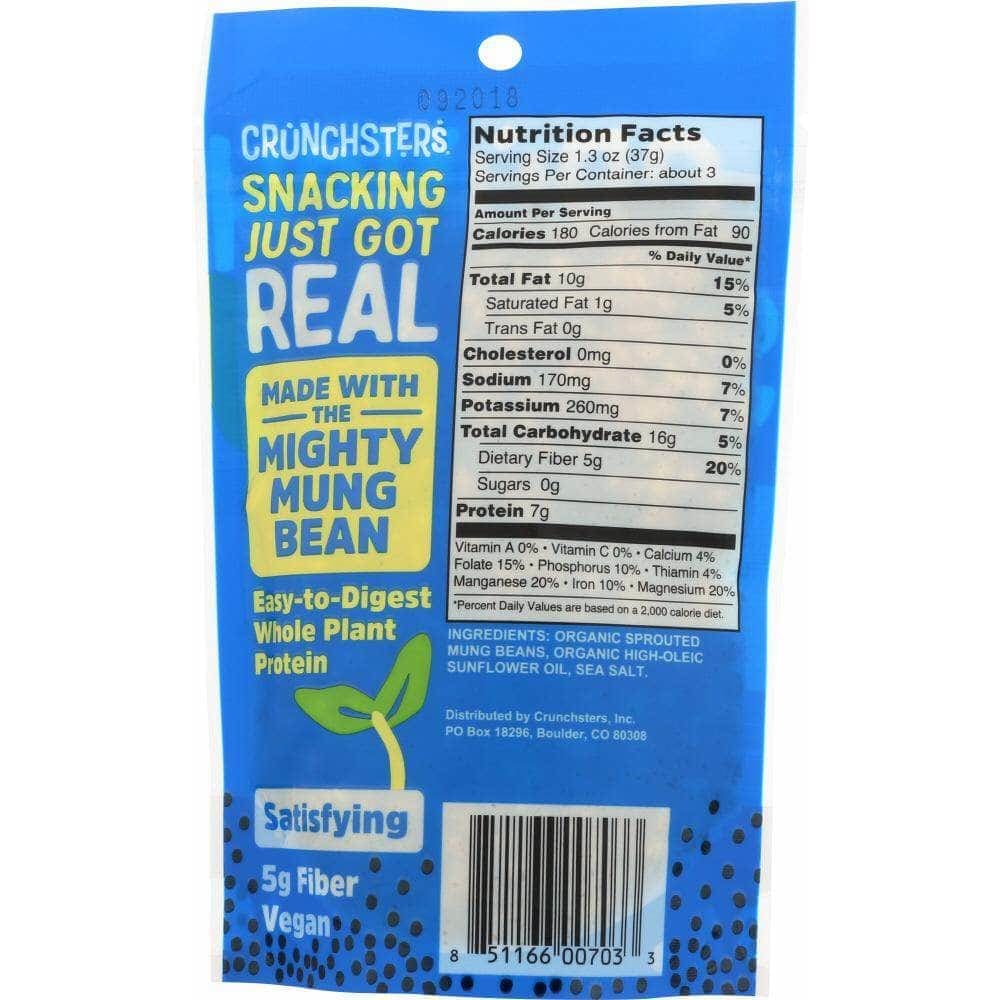 092018
CRUNCHSTERS
SNACKING
JUST GOT
REAL
MADE WITH
THE
MIGHTY
MUNG
BEAN
Easy-to-Digest
Whole Plant
Protein
Satisfying
5g Fiber
Vegan
Nutrition Facts
Serving Size 1.3 oz (37g)
Servings Per Container: about 3
Amount Per Serving
Calories 180 Calories from Fat 90
% Daily Value*
Total Fat 10g 15%
Saturated Fat 1g 5%
Trans Fat 0g
Cholesterol 0mg 0%
Sodium 170mg 7%
Potassium 260mg 7%
Total Carbohydrate 16g 5%
Dietary Fiber 5g 20%
Sugars 0g
Protein 7g
Vitamin A 0% • Vitamin C 0% • Calcium 4%
Folate 15% • Phosphorus 10% • Thiamin 4%
Manganese 20% • Iron 10% • Magnesium 20%
*Percent Daily Values are based on a 2,000 calorie diet.
INGREDIENTS: ORGANIC SPROUTED
MUNG BEANS, ORGANIC HIGH-OLEIC
SUNFLOWER OIL, SEA SALT.
Distributed by Crunchsters, Inc.
PO Box 18296, Boulder, CO 80308
8 51166 00703 3